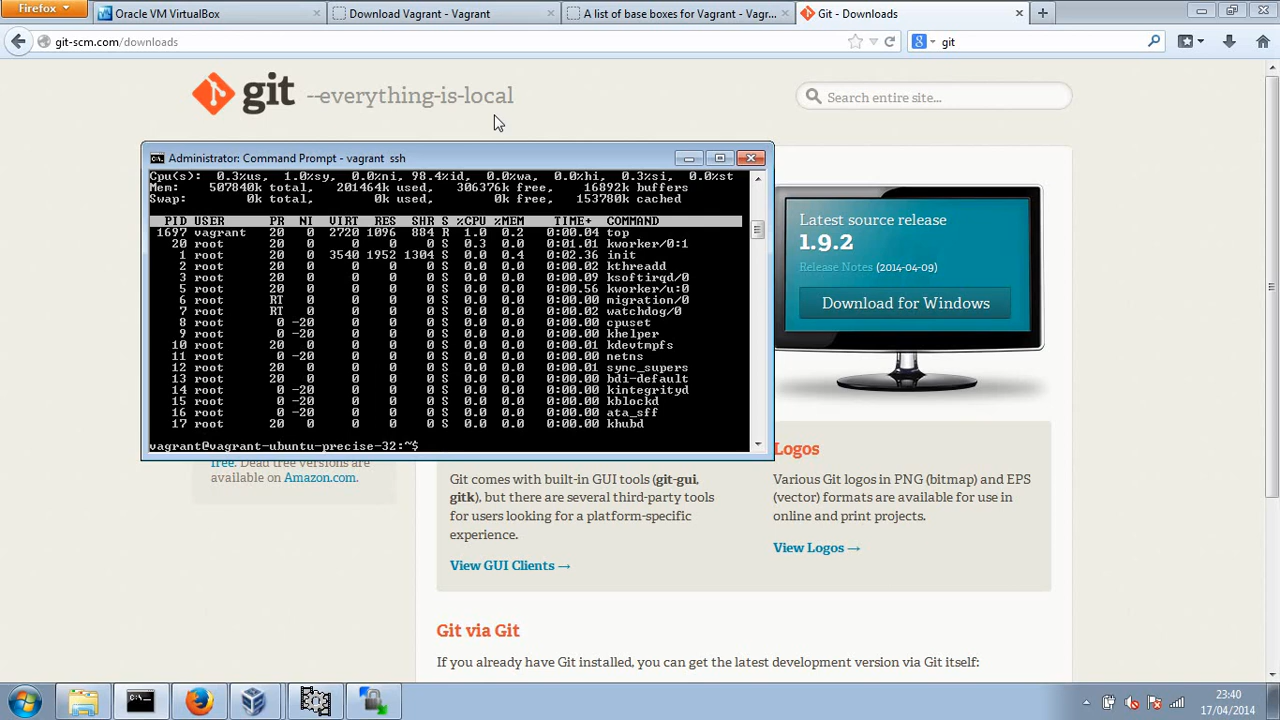 Firefox
Oracle VM VirtualBox
Download Vagrant - Vagrant
A list of base boxes for Vagrant - Vagr...
Git - Downloads
git-scm.com/downloads
git
git --everything-is-local
Search entire site...
Administrator: Command Prompt - vagrant ssh
Cpu(s): 0.3%us, 1.0%sy, 0.0%ni, 98.4%id, 0.0%wa, 0.0%hi, 0.3%si, 0.0%st
Mem: 507840k total, 201464k used, 306376k free, 16892k buffers
Swap: 0k total, 0k used, 0k free, 153780k cached
PID USER PR NI VIRT RES SHR S %CPU %MEM TIME+ COMMAND
1697 vagrant 20 0 2720 1096 884 R 1.0 0.2 0:00.04 top
20 root 20 0 0 0 0 S 0.3 0.0 0:01.01 kworker/0:1
1 root 20 0 3540 1952 1304 S 0.0 0.4 0:02.36 init
2 root 20 0 0 0 0 S 0.0 0.0 0:00.02 kthreadd
3 root 20 0 0 0 0 S 0.0 0.0 0:00.09 ksoftirqd/0
5 root 20 0 0 0 0 S 0.0 0.0 0:00.56 kworker/u:0
6 root RT 0 0 0 0 S 0.0 0.0 0:00.00 migration/0
7 root RT 0 0 0 0 S 0.0 0.0 0:00.02 watchdog/0
8 root 0 -20 0 0 0 S 0.0 0.0 0:00.00 cpuset
9 root 0 -20 0 0 0 S 0.0 0.0 0:00.00 khelper
10 root 20 0 0 0 0 S 0.0 0.0 0:00.01 kdevtmpfs
11 root 0 -20 0 0 0 S 0.0 0.0 0:00.00 netns
12 root 20 0 0 0 0 S 0.0 0.0 0:00.01 sync_supers
13 root 20 0 0 0 0 S 0.0 0.0 0:00.00 bdi-default
14 root 0 -20 0 0 0 S 0.0 0.0 0:00.00 kintegrityd
15 root 0 -20 0 0 0 S 0.0 0.0 0:00.00 kblockd
16 root 0 -20 0 0 0 S 0.0 0.0 0:00.00 ata_sff
17 root 20 0 0 0 0 S 0.0 0.0 0:00.00 khubd
vagrant@vagrant-ubuntu-precise-32:~$
Latest source release
1.9.2
Release Notes (2014-04-09)
Download for Windows
free. Dead tree versions are
available on Amazon.com.
Git comes with built-in GUI tools (git-gui,
gitk), but there are several third-party tools
for users looking for a platform-specific
experience.
View GUI Clients →
Logos
Various Git logos in PNG (bitmap) and EPS
(vector) formats are available for use in
online and print projects.
View Logos →
Git via Git
If you already have Git installed, you can get the latest development version via Git itself:
23:40
17/04/2014